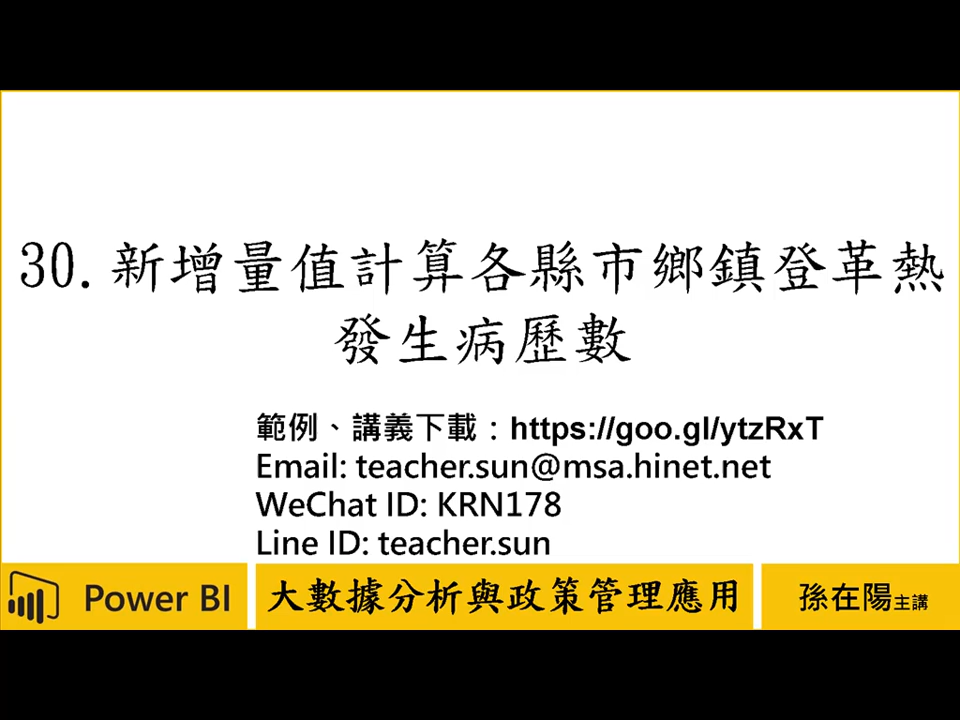 30.新增量值計算各縣市鄉鎮登革熱
發生病歷數
範例、講義下載：https://goo.gl/ytzRxT
Email: teacher.sun@msa.hinet.net
WeChat ID: KRN178
Line ID: teacher.sun
Power BI 大數據分析與政策管理應用 孫在陽主講